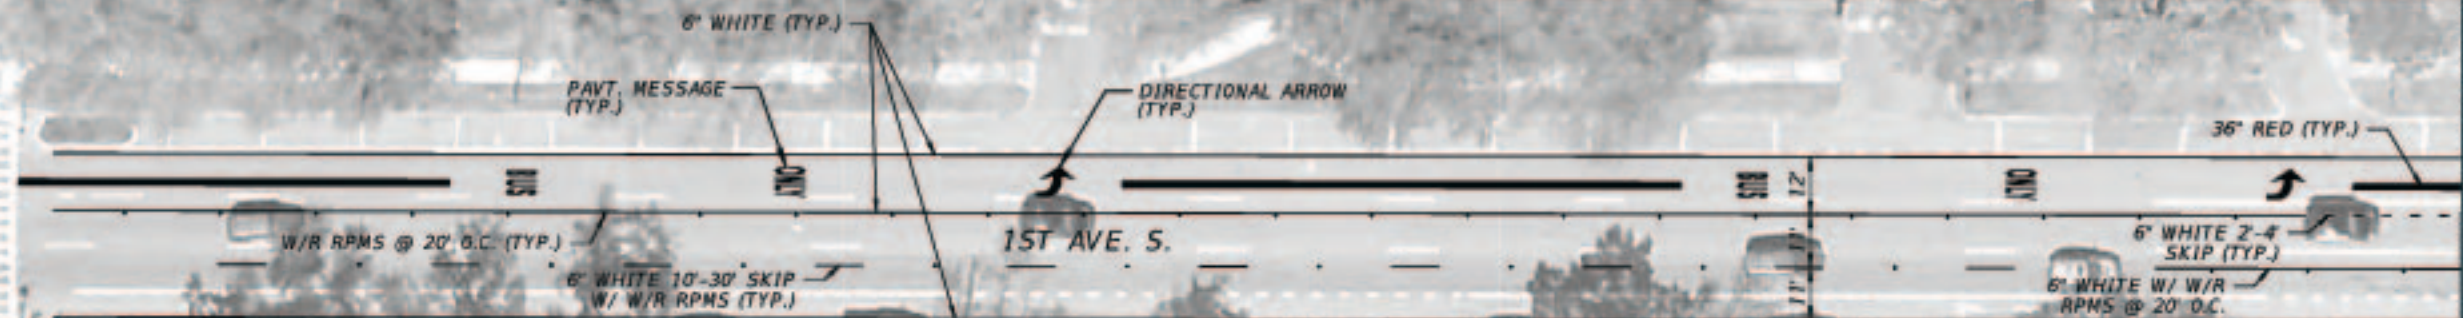 6" WHITE (TYP.)
PAVT. MESSAGE
(TYP.)
DIRECTIONAL ARROW
(TYP.)
36" RED (TYP.)
BUS
ONLY
BUS
12'
ONLY
W/R RPMS @ 20' O.C. (TYP.)
1ST AVE. S.
11'
6" WHITE 2'-4'
SKIP (TYP.)
6" WHITE 10'-30' SKIP
W/ W/R RPMS (TYP.)
11'
6" WHITE W/ W/R
RPMS @ 20' O.C.